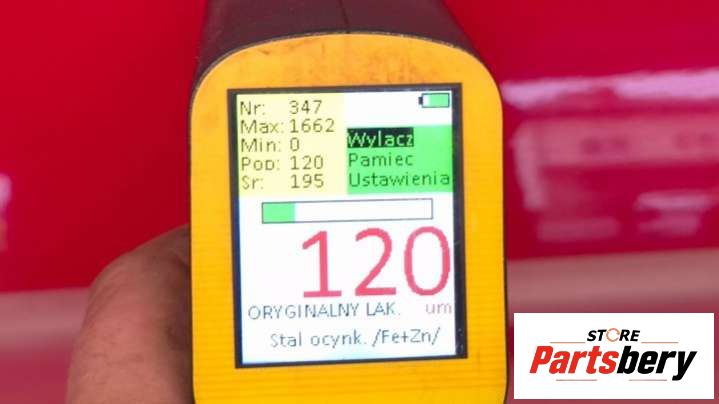 Nr: 347
Max: 1662
Min: 0
Pop: 120
Sr: 195
Wylacz
Pamiec
Ustawienia
120
ORYGINALNY LAK. um
Stal ocynk. /Fe+Zn/
STORE
Partsbery